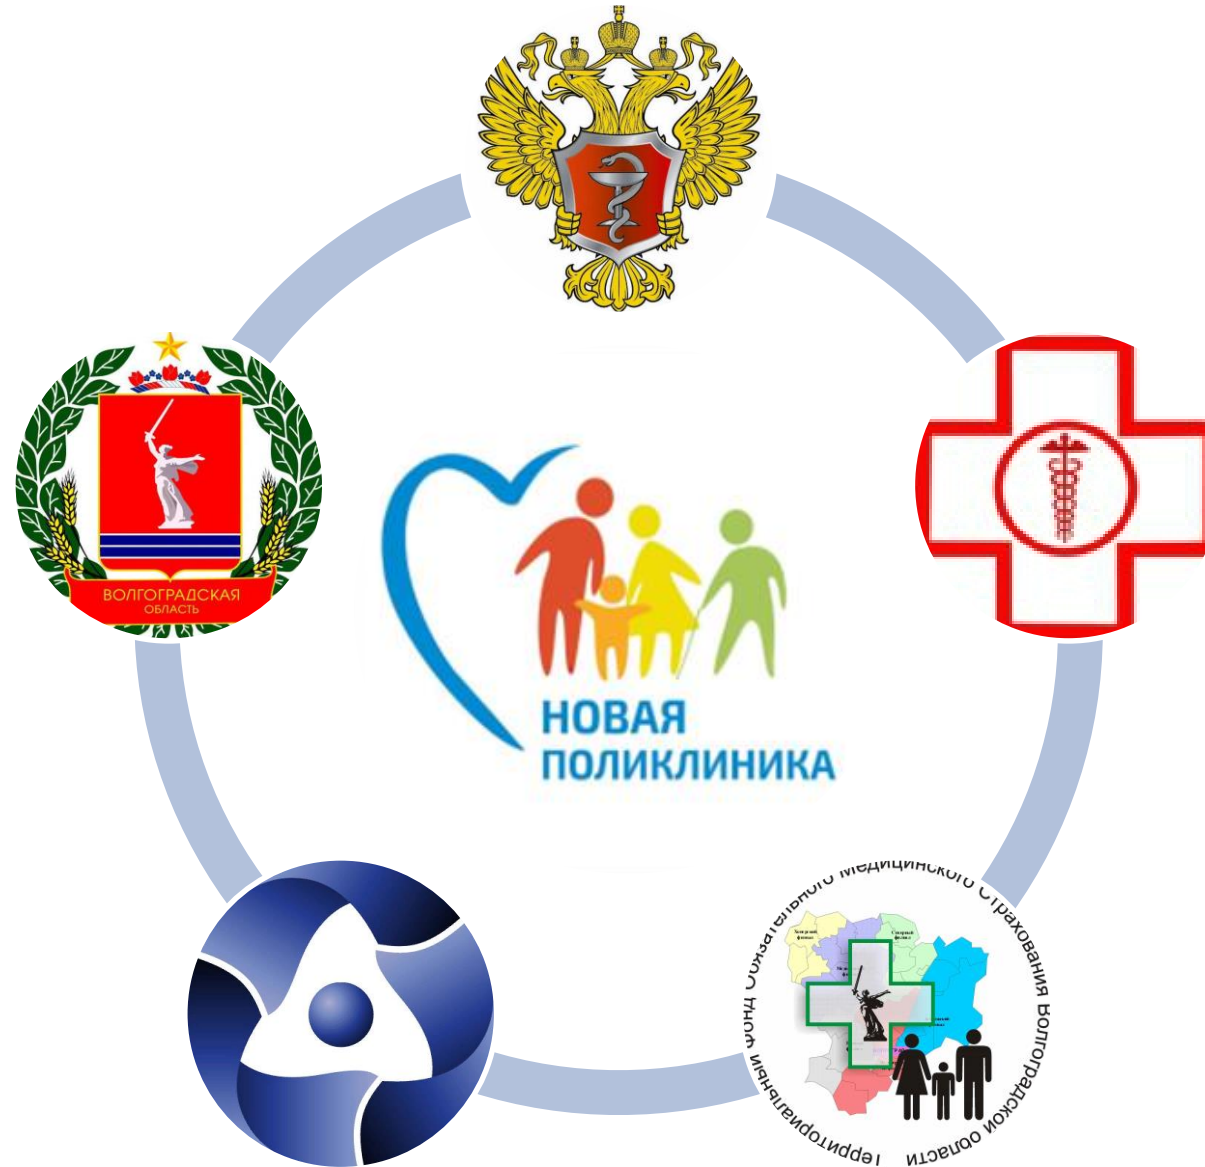 ВОЛГОГРАДСКАЯ
ОБЛАСТЬ
НОВАЯ
ПОЛИКЛИНИКА
Территориальный Фонд Обязательного Медицинского Страхования Волгоградской области